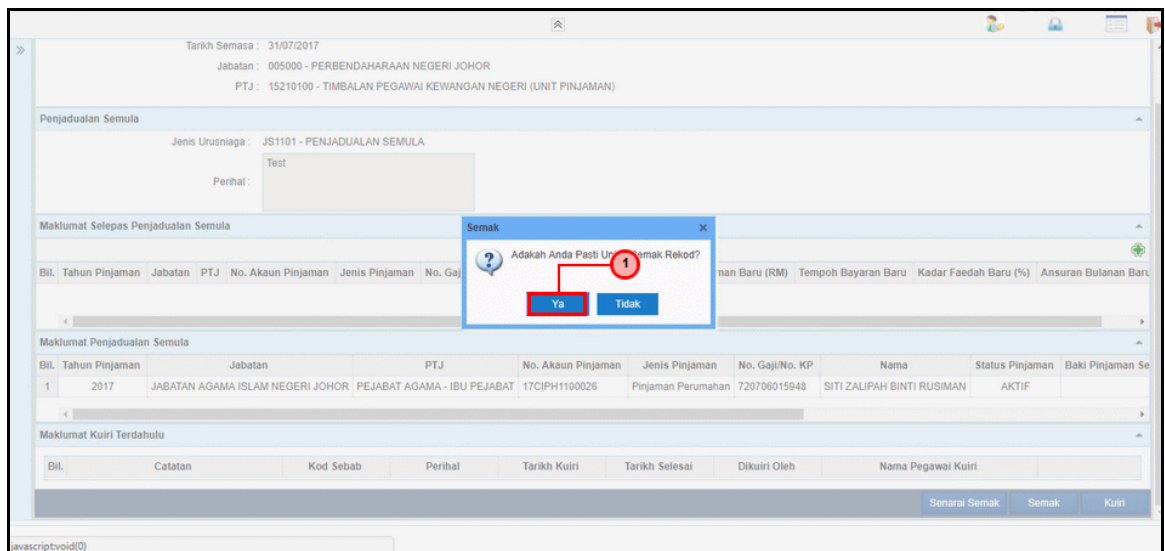 Tarikh Semasa : 31/07/2017
Jabatan : 005000 - PERBENDAHARAAN NEGERI JOHOR
PTJ : 15210100 - TIMBALAN PEGAWAI KEWANGAN NEGERI (UNIT PINJAMAN)
Penjadualan Semula
Jenis Urusniaga : JS1101 - PENJADUALAN SEMULA
Perihal : Test
Maklumat Selepas Penjadualan Semula
Semak
Adakah Anda Pasti Semak Rekod?
1
Ya Tidak
Bil. Tahun Pinjaman Jabatan PTJ No. Akaun Pinjaman Jenis Pinjaman No. Gaj man Baru (RM) Tempoh Bayaran Baru Kadar Faedah Baru (%) Ansuran Bulanan Baru
Maklumat Penjadualan Semula
Bil. Tahun Pinjaman Jabatan PTJ No. Akaun Pinjaman Jenis Pinjaman No. Gaji/No. KP Nama Status Pinjaman Baki Pinjaman Se
1 2017 JABATAN AGAMA ISLAM NEGERI JOHOR PEJABAT AGAMA - IBU PEJABAT 17CIPH1100026 Pinjaman Perumahan 720706015948 SITI ZALIPAH BINTI RUSIMAN AKTIF
Maklumat Kuiri Terdahulu
Bil. Catatan Kod Sebab Perihal Tarikh Kuiri Tarikh Selesai Dikuiri Oleh Nama Pegawai Kuiri
Senarai Semak Semak Kuiri
javascript:void(0)